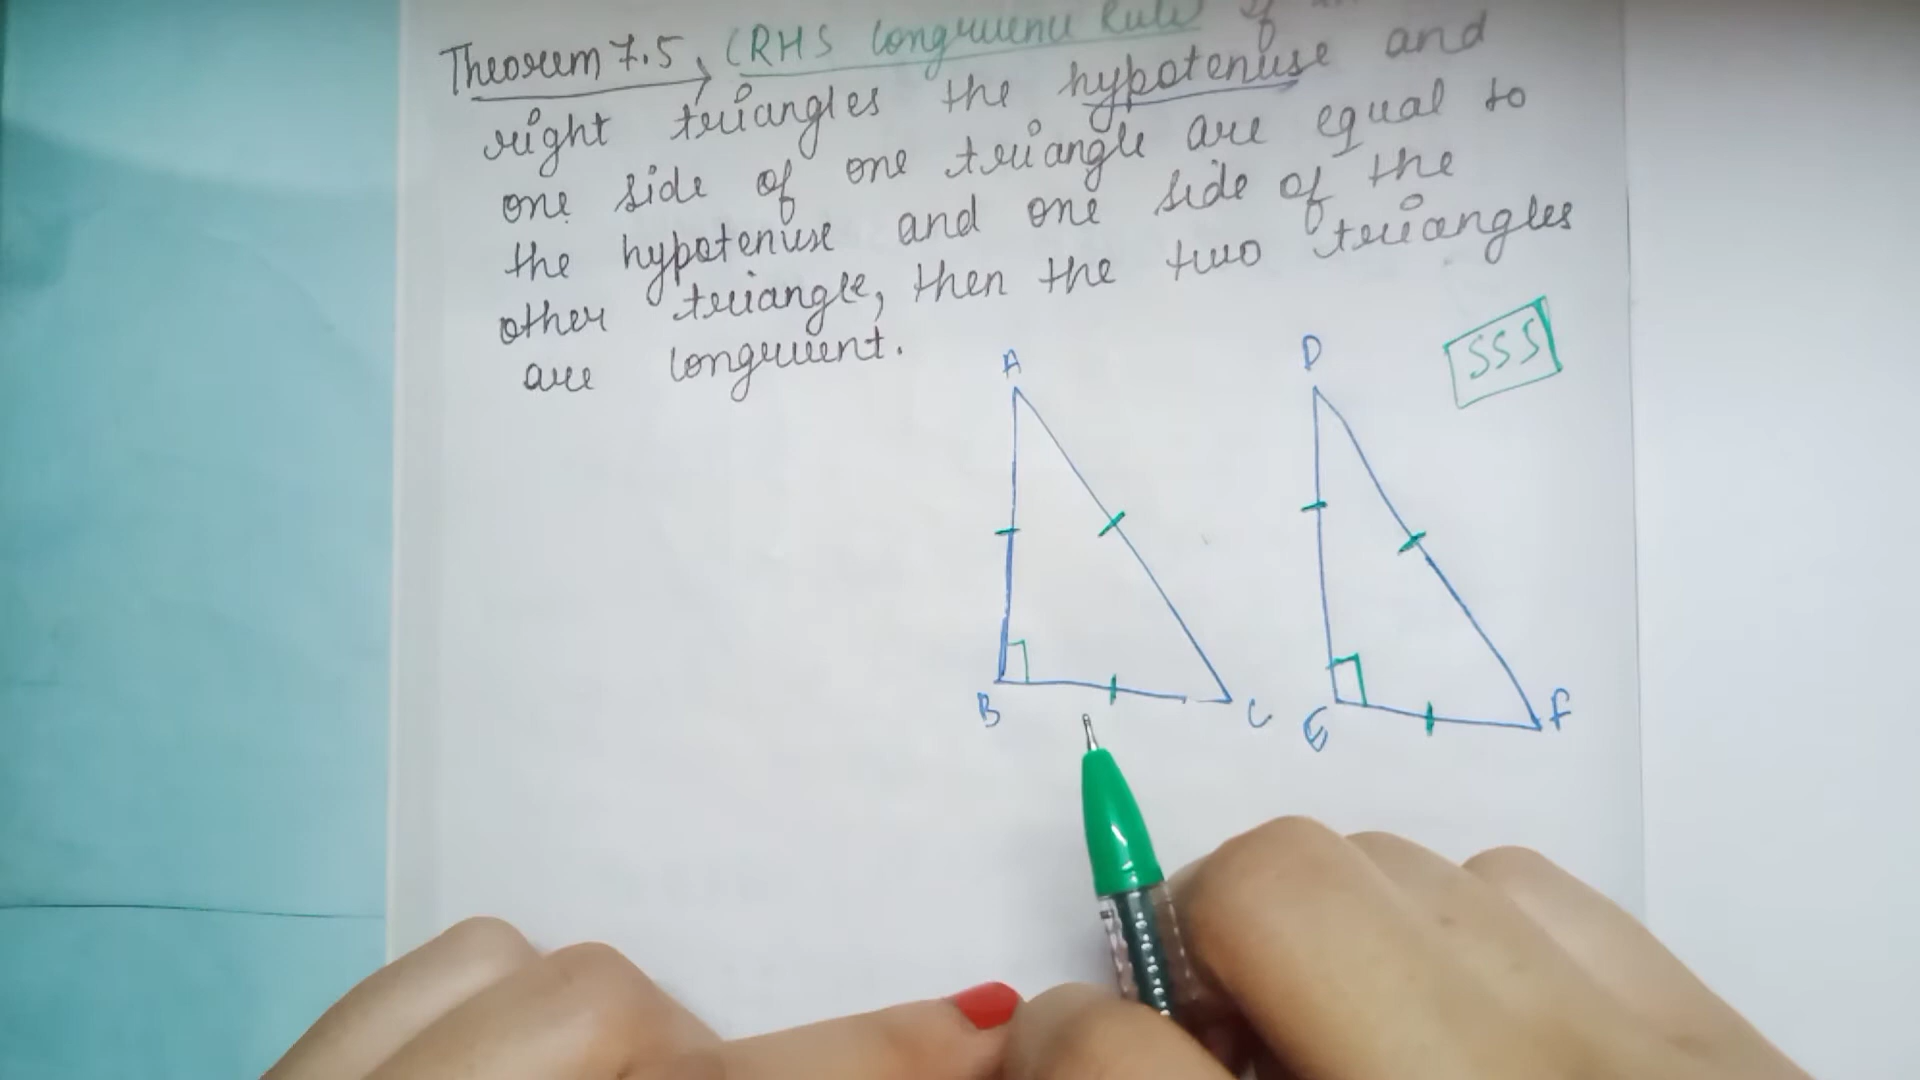 Theorem 7.5, (RHS Congruence Rule If
right triangles the hypotenuse and
one side of one triangle are equal to
the hypotenuse and one side of the
other triangle, then the two triangles
are congruent.
SSS
A
D
B
C
E
F